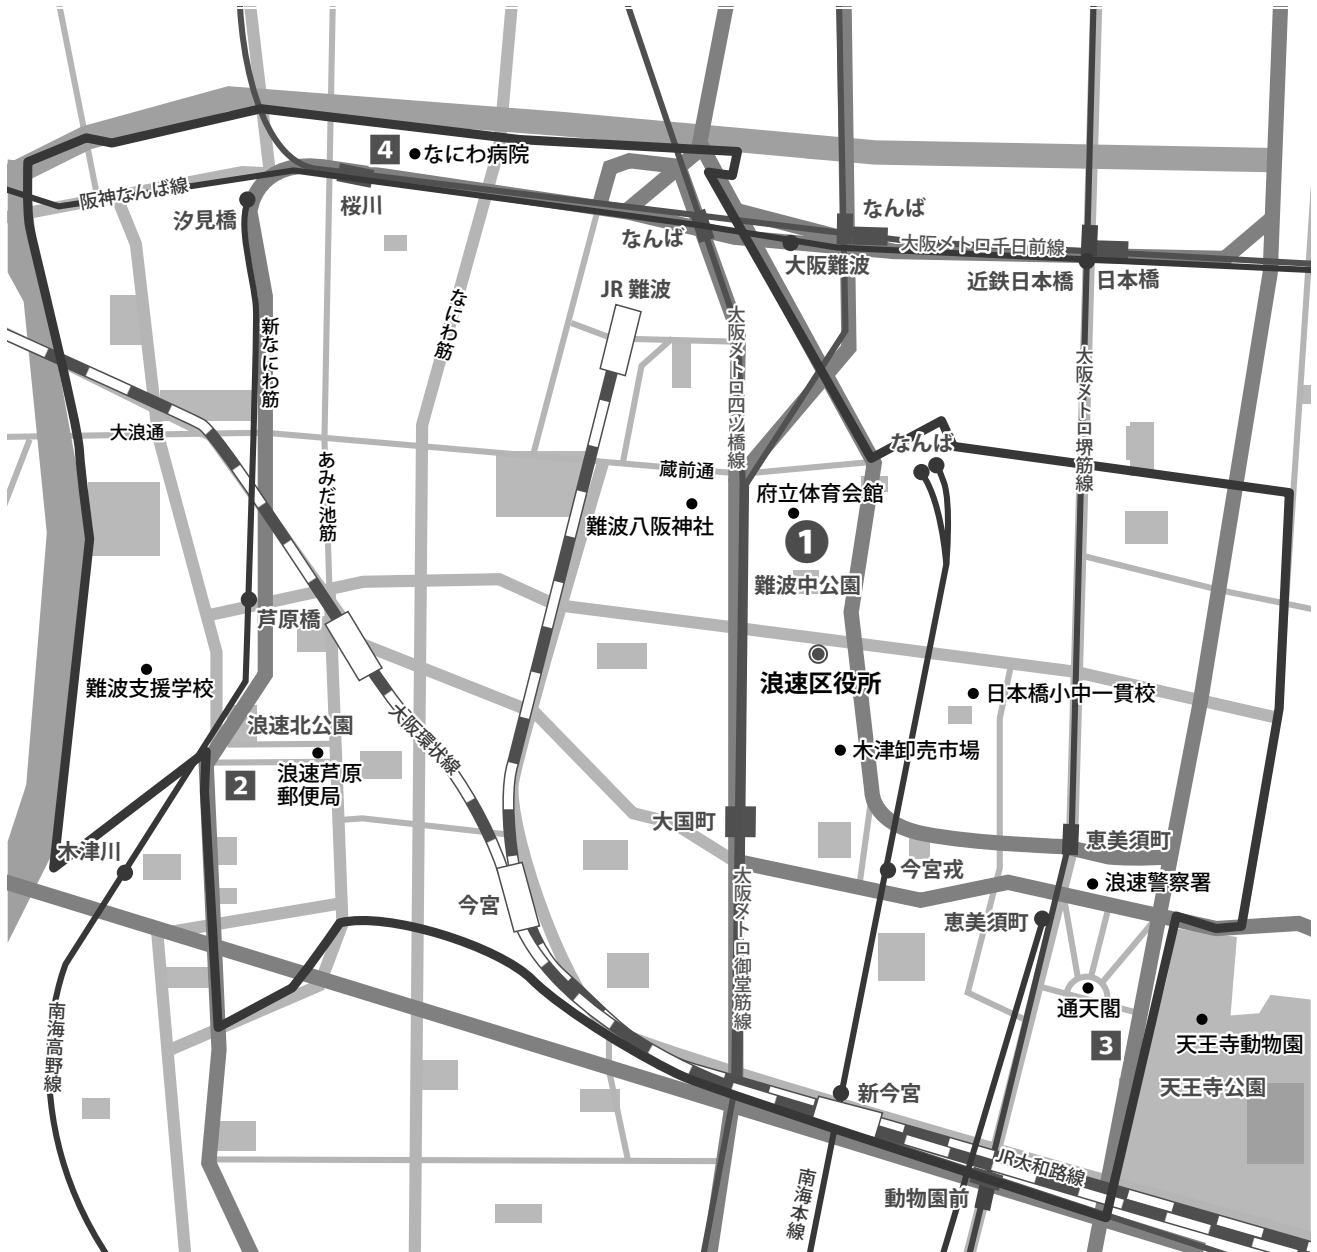 4
なにわ病院
阪神なんば線
汐見橋
桜川
なんば
なんば
大阪難波
大阪メトロ千日前線
近鉄日本橋
日本橋
JR 難波
なにわ筋
新なにわ筋
大阪メトロ四ツ橋線
大阪メトロ堺筋線
大浪通
あみだ池筋
蔵前通
なんば
府立体育会館
難波八阪神社
1
難波中公園
芦原橋
浪速区役所
難波支援学校
日本橋小中一貫校
浪速北公園
大阪環状線
木津卸売市場
2
浪速芦原
郵便局
大国町
木津川
恵美須町
今宮戎
浪速警察署
今宮
大阪メトロ御堂筋線
恵美須町
通天閣
3
天王寺動物園
天王寺公園
南海高野線
新今宮
JR大和路線
動物園前
南海本線